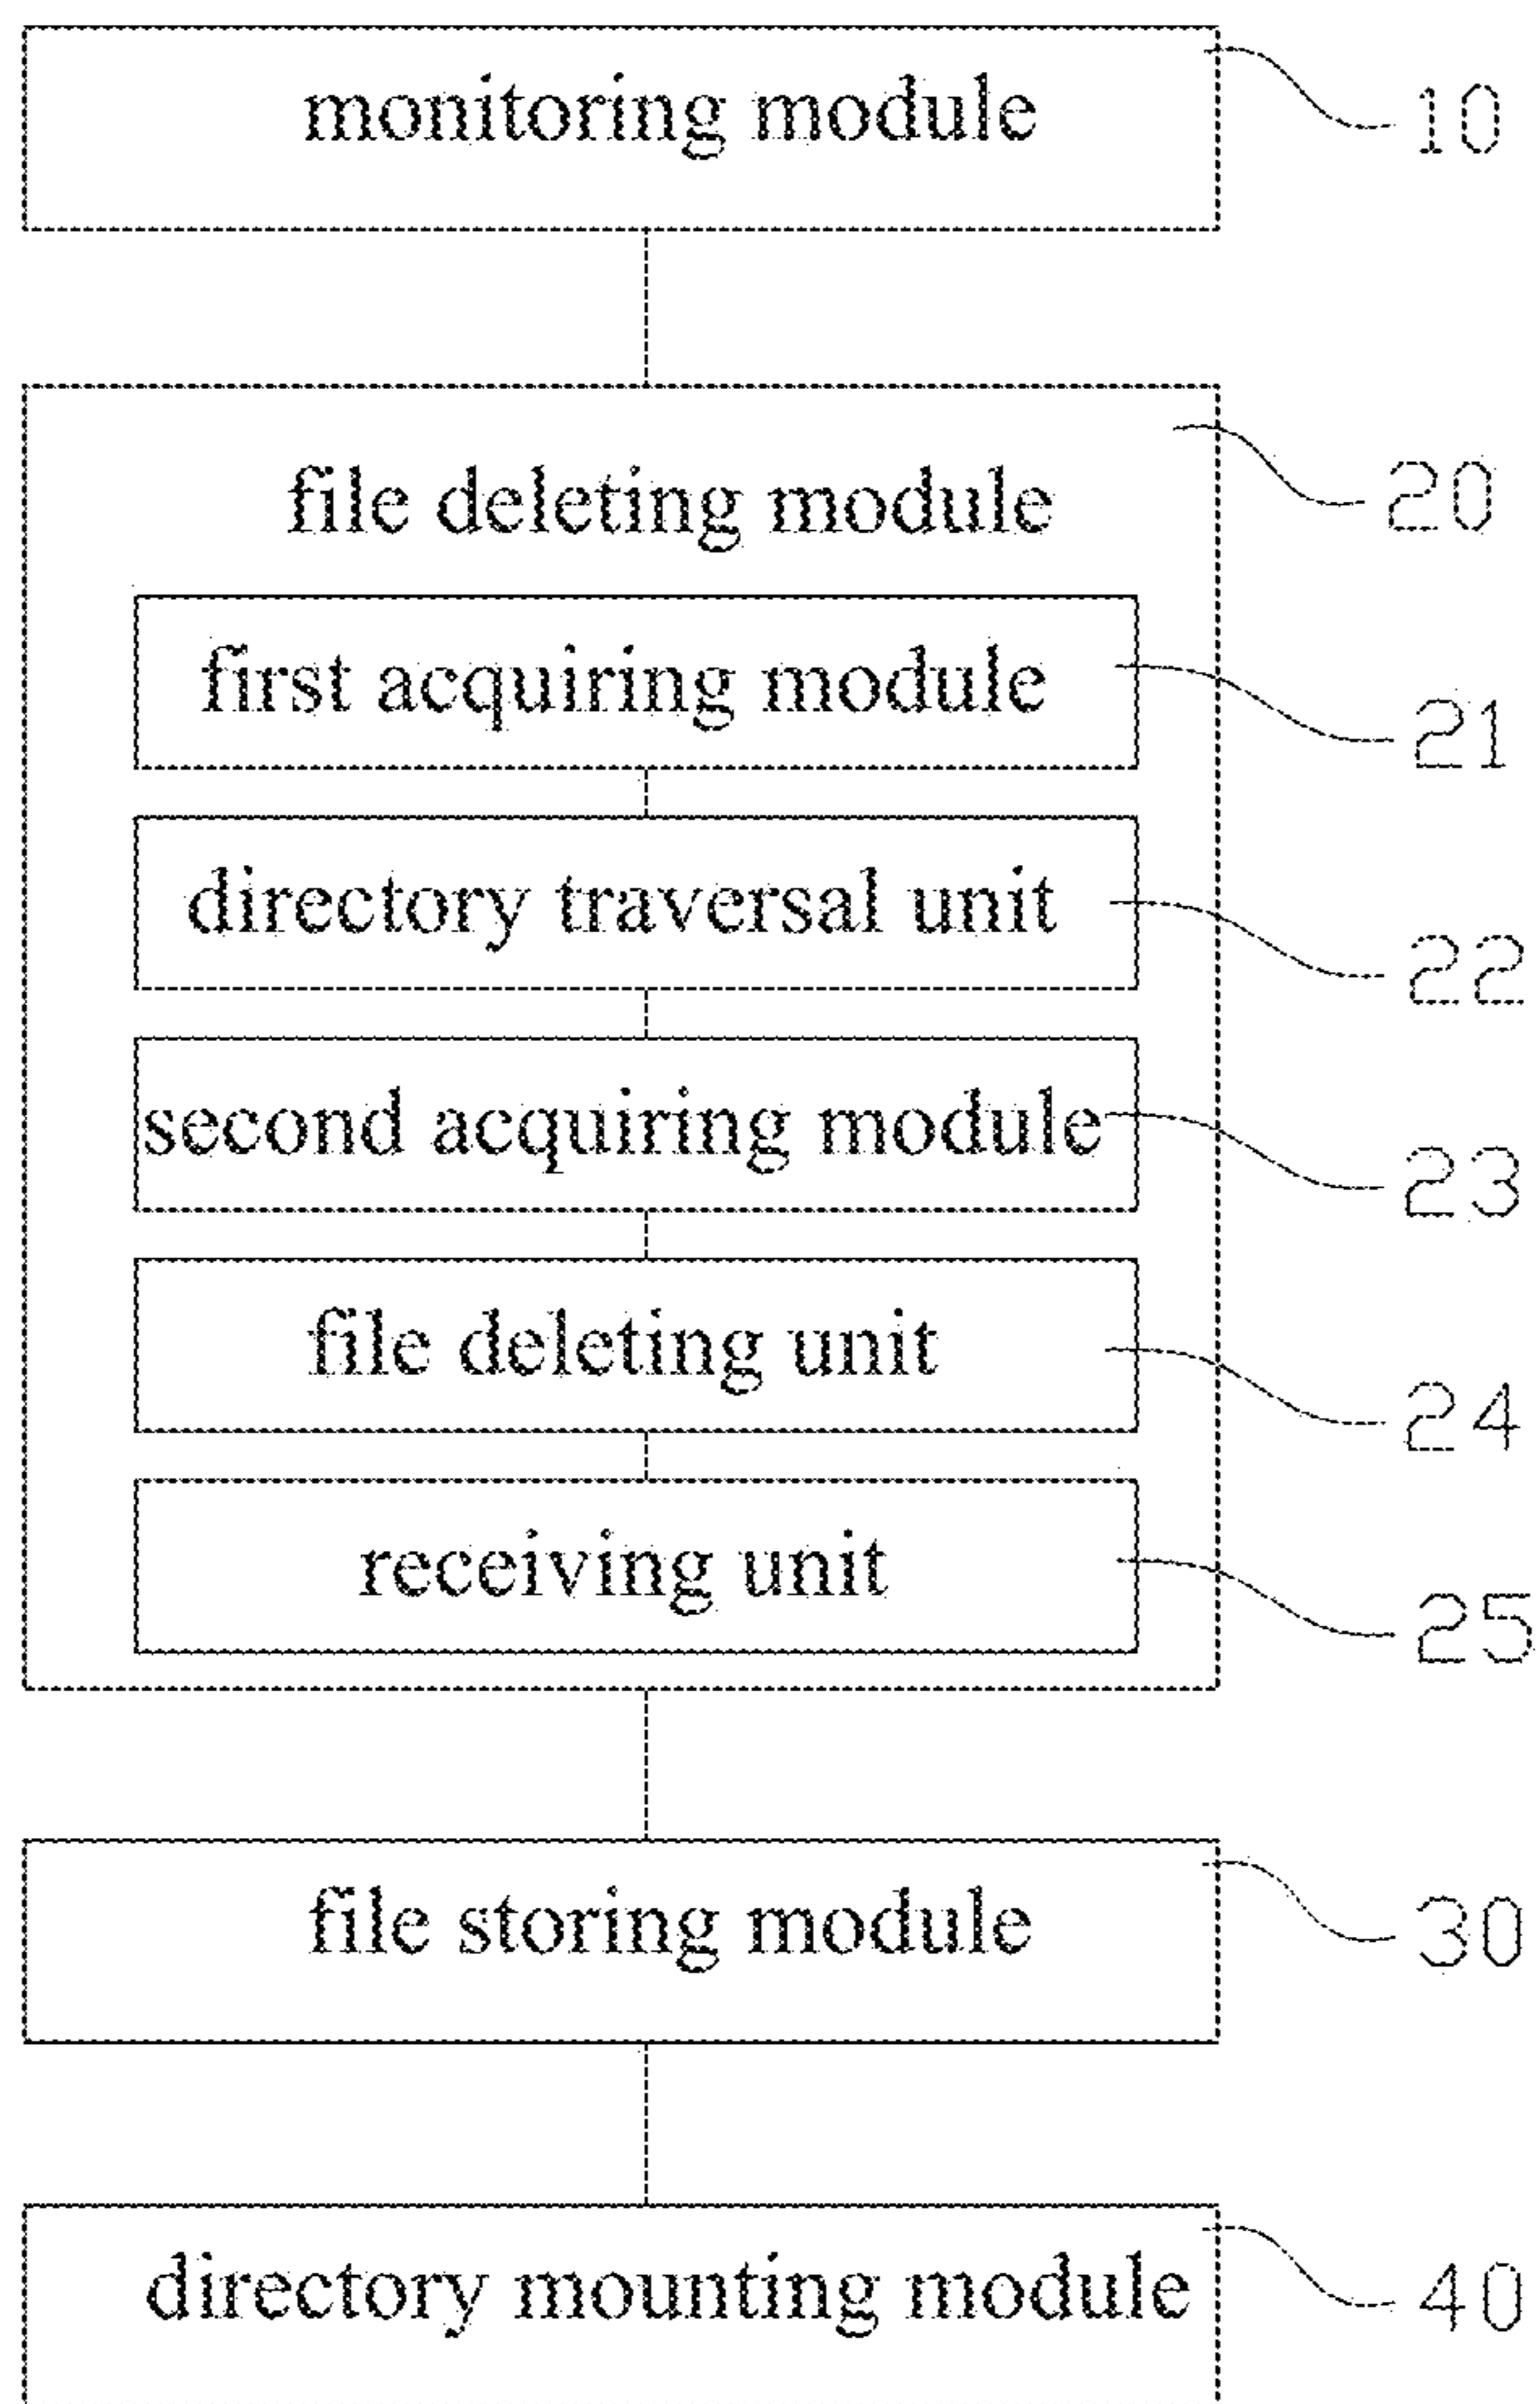 monitoring module
10
file deleting module
20
first acquiring module
21
directory traversal unit
22
second acquiring module
23
file deleting unit
24
receiving unit
25
file storing module
30
directory mounting module
40